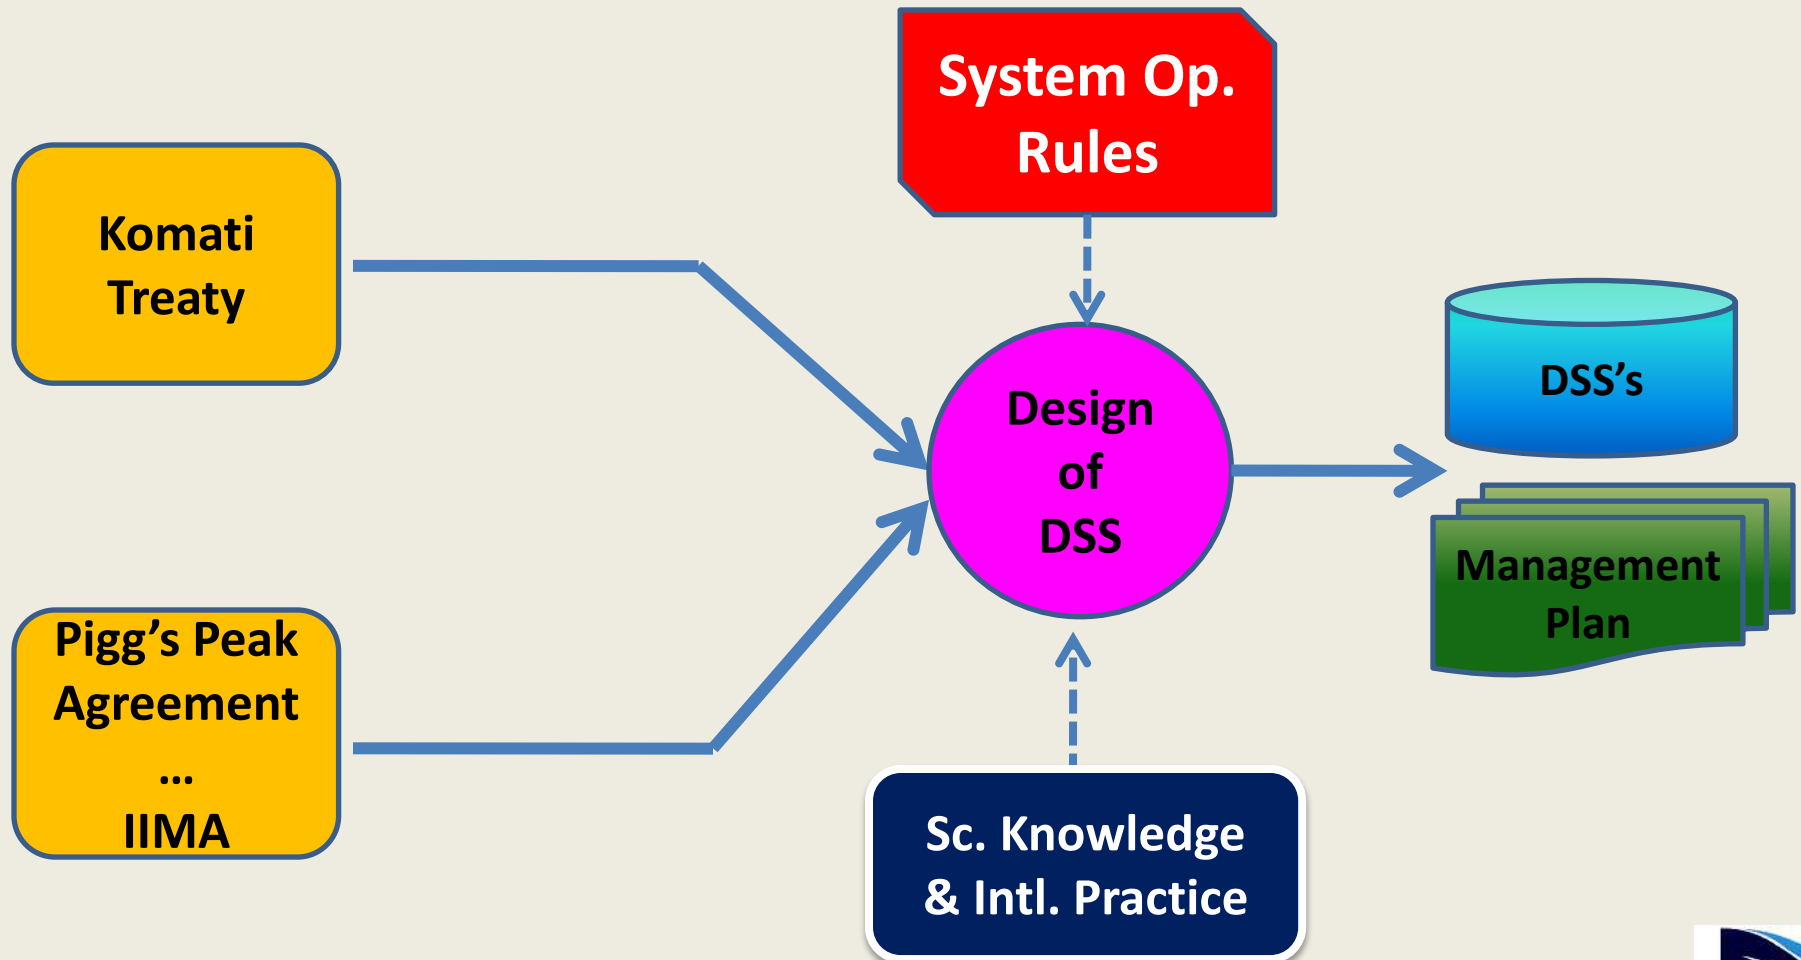 System Op.
Rules
Komati
Treaty
Design
of
DSS
DSS’s
Management
Plan
Pigg’s Peak
Agreement
...
IIMA
Sc. Knowledge
& Intl. Practice